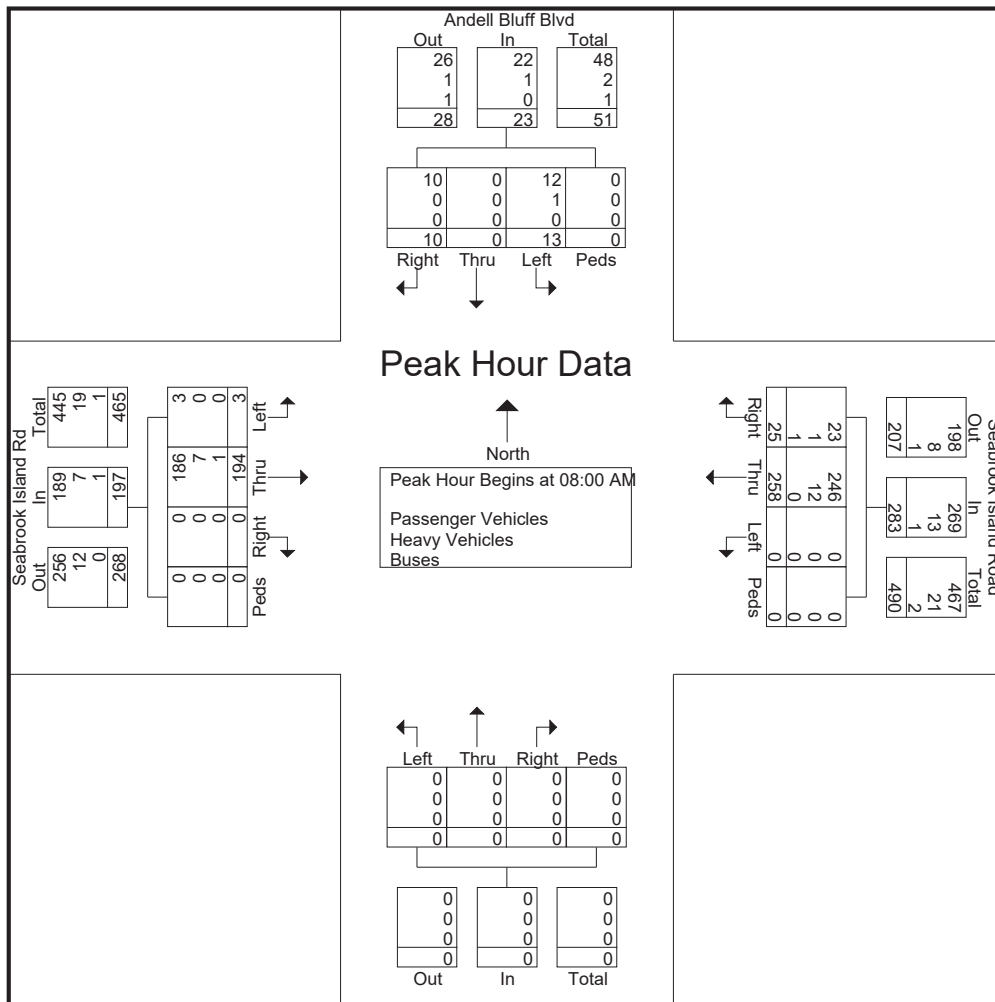 Andell Bluff Blvd
Out In Total
26 22 48
1 1 2
1 0 1
28 23 51
10 0 12 0
0 0 1 0
0 0 0 0
10 0 13 0
Right Thru Left Peds
Peak Hour Data
North
Peak Hour Begins at 08:00 AM
Passenger Vehicles
Heavy Vehicles
Buses
Seabrook Island Rd
Out In Total
256 189 445
12 7 19
0 1 1
268 197 465
Peds Right Thru Left
0 0 186 3
0 0 7 0
0 0 1 0
0 0 194 3
Seabrook Island Road
Out In Total
198 269 467
8 13 21
1 1 2
207 283 490
23 246 0 0
1 12 0 0
1 0 0 0
25 258 0 0
Right Thru Left Peds
Left Thru Right Peds
0 0 0 0
0 0 0 0
0 0 0 0
0 0 0 0
0 0 0
0 0 0
0 0 0
0 0 0
Out In Total